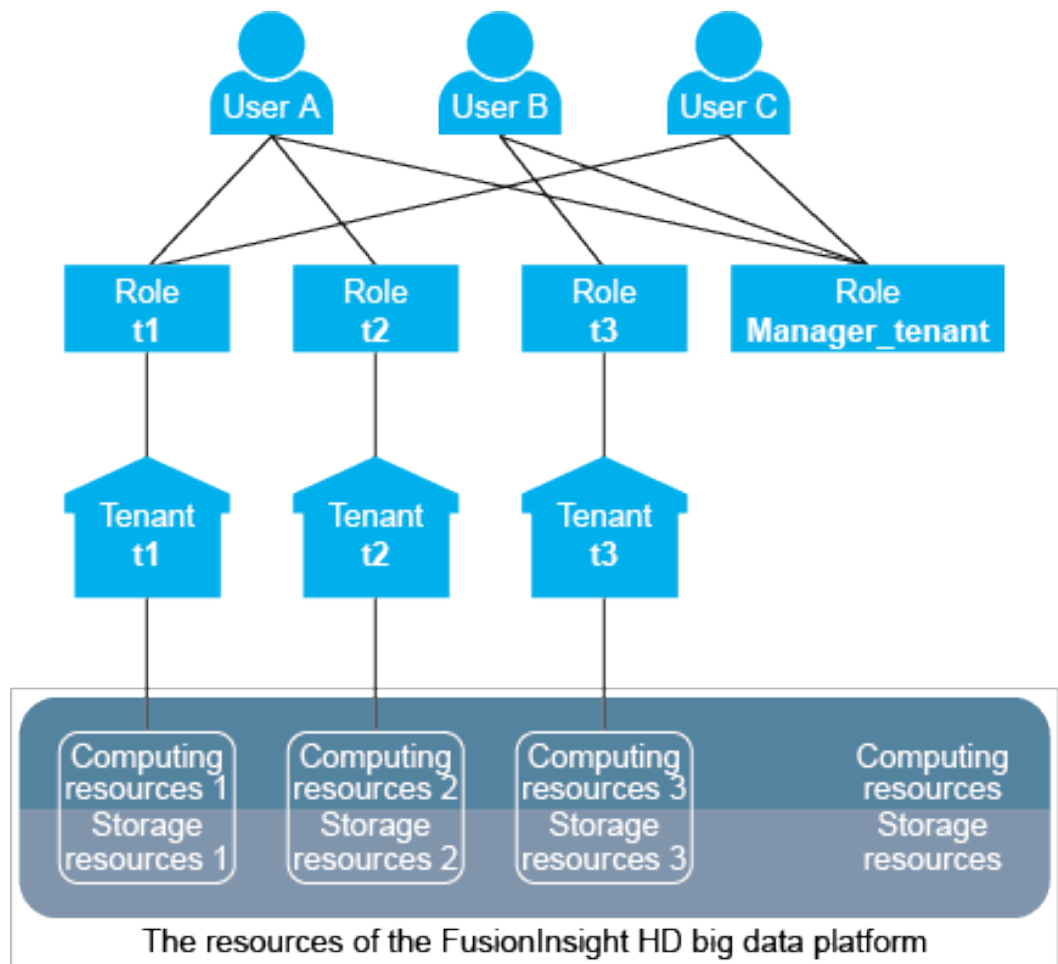 User A
User B
User C
Role
t1
Role
t2
Role
t3
Role
Manager_tenant
Tenant
t1
Tenant
t2
Tenant
t3
Computing
resources 1
Storage
resources 1
Computing
resources 2
Storage
resources 2
Computing
resources 3
Storage
resources 3
Computing
resources
Storage
resources
The resources of the FusionInsight HD big data platform